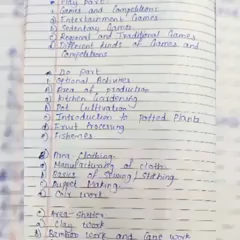 * Play Part
Games and Competitions
a) Entertainment Games
b) Sedentary Games
c) Regional and Traditional Games
d) Different kinds of Games and
Competitions
* Do Part
Optional Activities
Area of production
Kitchen Gardening
Pot Cultivation
Introduction to Potted Plants
Fruit Processing
Fisheries
Area Clothing
Manufacturing of cloth
Basics of Sewing / Stitching
Puppet Making
Coir work
Area-Shelter
Clay Work
Bamboo Work and Cane work